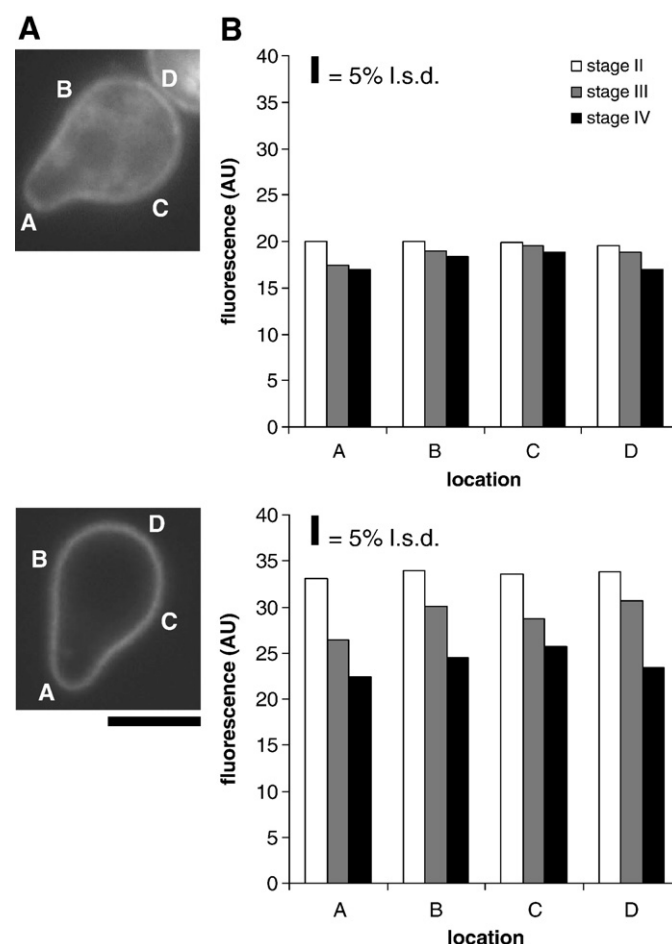 A
B
B
D
A
C
40
35
30
25
20
15
10
5
0
fluorescence (AU)
= 5% l.s.d.
stage II
stage III
stage IV
A B C D
location
D
B
C
A
40
35
30
25
20
15
10
5
0
fluorescence (AU)
= 5% l.s.d.
A B C D
location